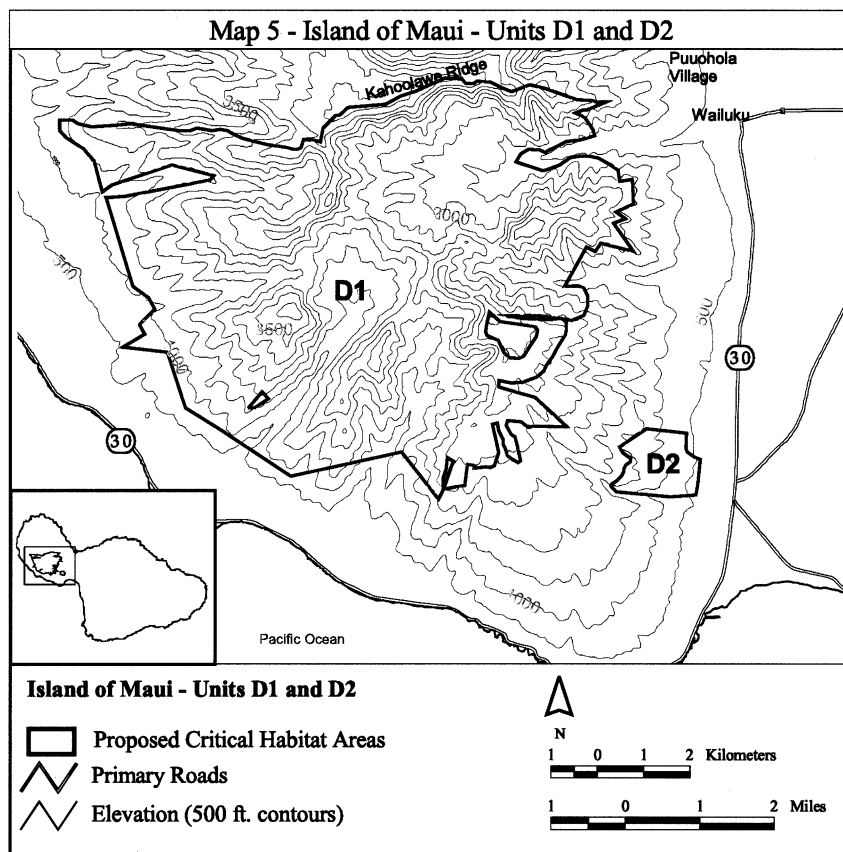 Map 5 - Island of Maui - Units D1 and D2
Kahoolawe Ridge
Puuohola
Village
Wailuku
3500
3000
500
D1
3500
500
1000
30
30
D2
1000
Pacific Ocean
Island of Maui - Units D1 and D2
Proposed Critical Habitat Areas
Primary Roads
Elevation (500 ft. contours)
N
1 0 1 2 Kilometers
1 0 1 2 Miles